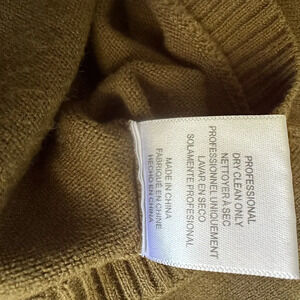 PROFESSIONAL
DRY CLEAN ONLY
NETTOYER À SEC
PROFESSIONNEL UNIQUEMENT
LAVAR EN SECO
SOLAMENTE PROFESIONAL
MADE IN CHINA
FABRIQUÉ EN CHINE
HECHO EN CHINA